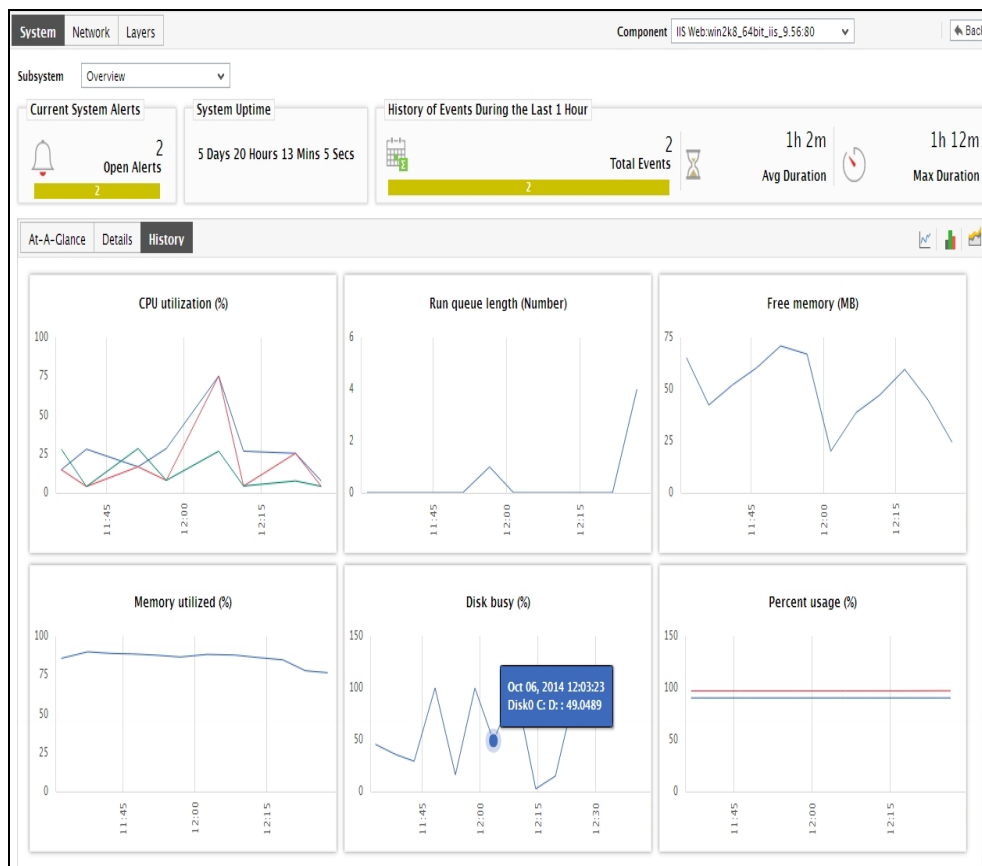 System Network Layers Component IIS Web:win2k8_64bit_iis_9.56:80 Back
Subsystem Overview
Current System Alerts
2
Open Alerts
2
System Uptime
5 Days 20 Hours 13 Mins 5 Secs
History of Events During the Last 1 Hour
2
Total Events
2
1h 2m
Avg Duration
1h 12m
Max Duration
At-A-Glance Details History
CPU utilization (%)
100
75
50
25
0
11:45 12:00 12:15
Run queue length (Number)
6
4
2
0
11:45 12:00 12:15
Free memory (MB)
75
50
25
0
11:45 12:00 12:15
Memory utilized (%)
100
75
50
25
0
11:45 12:00 12:15
Disk busy (%)
150
100
50
0
Oct 06, 2014 12:03:23
Disk0 C: D: : 49.0489
11:45 12:00 12:15 12:30
Percent usage (%)
150
100
50
0
11:45 12:00 12:15